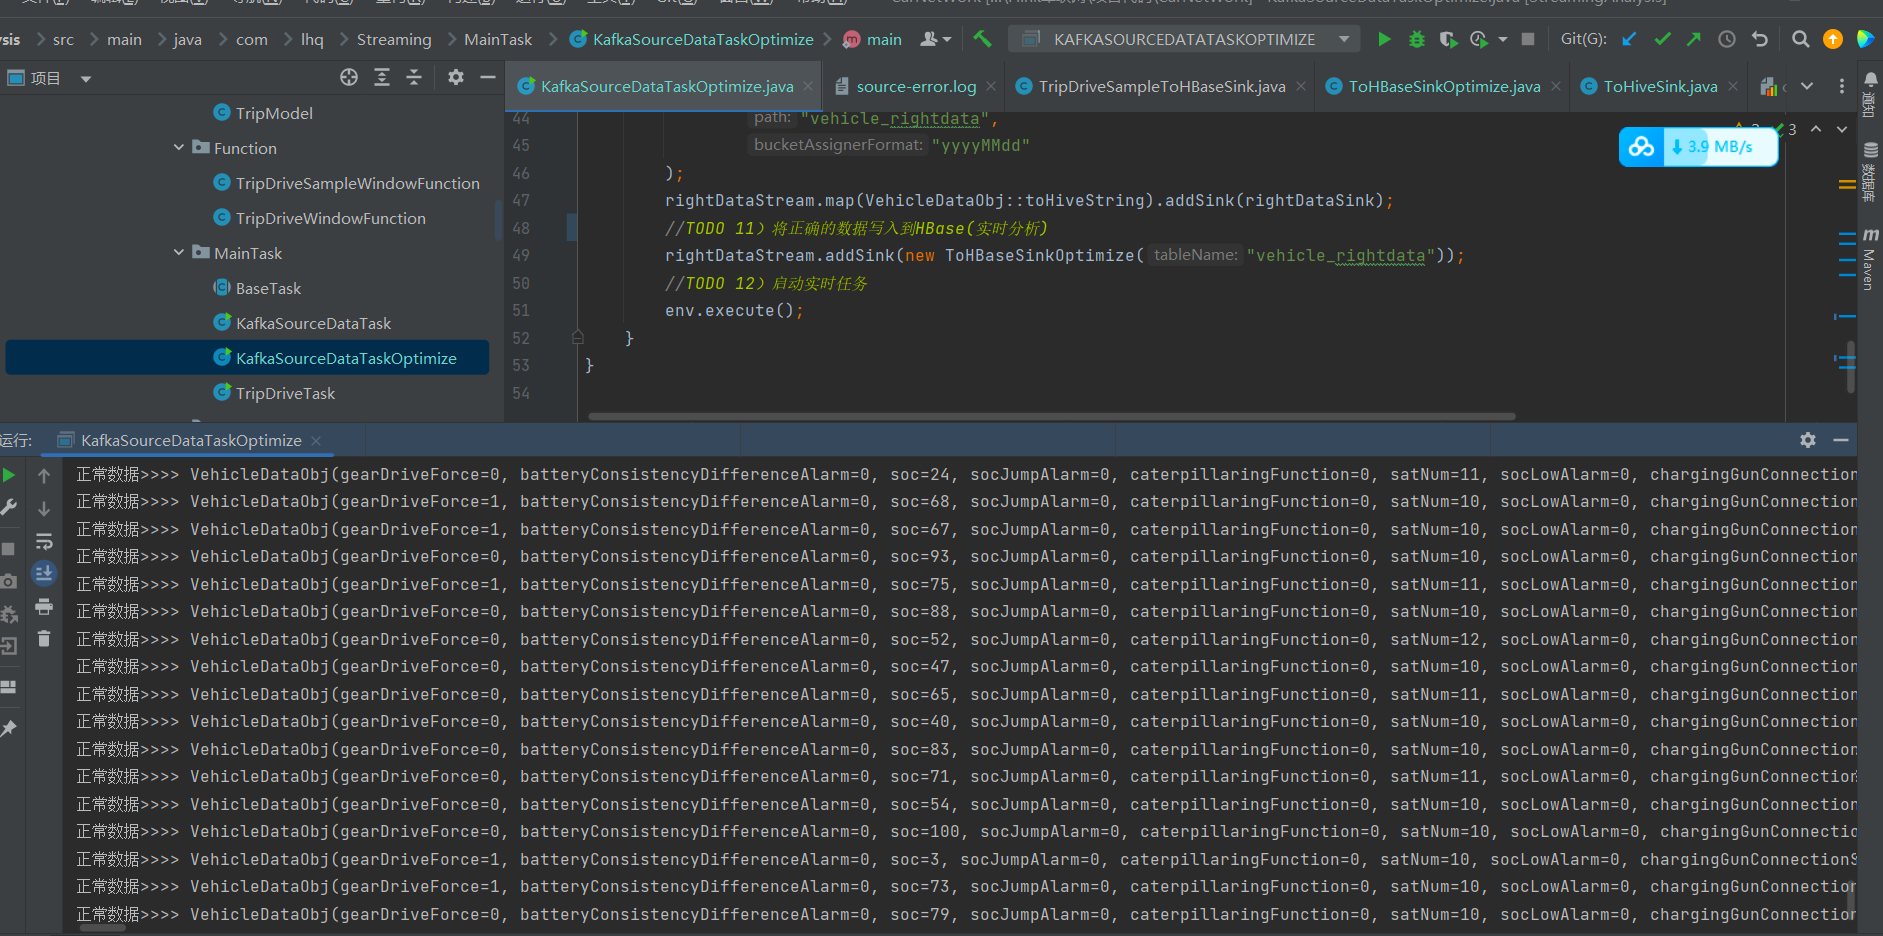 sis > src > main > java > com > lhq > Streaming > MainTask > KafkaSourceDataTaskOptimize > main KAFKASOURCEDATATASKOPTIMIZE Git(G):
项目
KafkaSourceDataTaskOptimize.java source-error.log TripDriveSampleToHBaseSink.java ToHBaseSinkOptimize.java ToHiveSink.java
通知
数据库
Maven
3.9 MB/s
3
TripModel
Function
TripDriveSampleWindowFunction
TripDriveWindowFunction
MainTask
BaseTask
KafkaSourceDataTask
KafkaSourceDataTaskOptimize
TripDriveTask
44 path: "vehicle_rightdata",
45 bucketAssignerFormat: "yyyyMMdd"
46 );
47 rightDataStream.map(VehicleDataObj::toHiveString).addSink(rightDataSink);
48 //TODO 11）将正确的数据写入到HBase(实时分析)
49 rightDataStream.addSink(new ToHBaseSinkOptimize( tableName: "vehicle_rightdata"));
50 //TODO 12）启动实时任务
51 env.execute();
52 }
53 }
54
运行: KafkaSourceDataTaskOptimize
正常数据>>>> VehicleDataObj(gearDriveForce=0, batteryConsistencyDifferenceAlarm=0, soc=24, socJumpAlarm=0, caterpillaringFunction=0, satNum=11, socLowAlarm=0, chargingGunConnection
正常数据>>>> VehicleDataObj(gearDriveForce=1, batteryConsistencyDifferenceAlarm=0, soc=68, socJumpAlarm=0, caterpillaringFunction=0, satNum=10, socLowAlarm=0, chargingGunConnection
正常数据>>>> VehicleDataObj(gearDriveForce=1, batteryConsistencyDifferenceAlarm=0, soc=67, socJumpAlarm=0, caterpillaringFunction=0, satNum=10, socLowAlarm=0, chargingGunConnection
正常数据>>>> VehicleDataObj(gearDriveForce=0, batteryConsistencyDifferenceAlarm=0, soc=93, socJumpAlarm=0, caterpillaringFunction=0, satNum=10, socLowAlarm=0, chargingGunConnection
正常数据>>>> VehicleDataObj(gearDriveForce=1, batteryConsistencyDifferenceAlarm=0, soc=75, socJumpAlarm=0, caterpillaringFunction=0, satNum=11, socLowAlarm=0, chargingGunConnection
正常数据>>>> VehicleDataObj(gearDriveForce=0, batteryConsistencyDifferenceAlarm=0, soc=88, socJumpAlarm=0, caterpillaringFunction=0, satNum=10, socLowAlarm=0, chargingGunConnection
正常数据>>>> VehicleDataObj(gearDriveForce=0, batteryConsistencyDifferenceAlarm=0, soc=52, socJumpAlarm=0, caterpillaringFunction=0, satNum=12, socLowAlarm=0, chargingGunConnection
正常数据>>>> VehicleDataObj(gearDriveForce=0, batteryConsistencyDifferenceAlarm=0, soc=47, socJumpAlarm=0, caterpillaringFunction=0, satNum=10, socLowAlarm=0, chargingGunConnection
正常数据>>>> VehicleDataObj(gearDriveForce=0, batteryConsistencyDifferenceAlarm=0, soc=65, socJumpAlarm=0, caterpillaringFunction=0, satNum=11, socLowAlarm=0, chargingGunConnection
正常数据>>>> VehicleDataObj(gearDriveForce=0, batteryConsistencyDifferenceAlarm=0, soc=40, socJumpAlarm=0, caterpillaringFunction=0, satNum=10, socLowAlarm=0, chargingGunConnection
正常数据>>>> VehicleDataObj(gearDriveForce=0, batteryConsistencyDifferenceAlarm=0, soc=83, socJumpAlarm=0, caterpillaringFunction=0, satNum=10, socLowAlarm=0, chargingGunConnection
正常数据>>>> VehicleDataObj(gearDriveForce=0, batteryConsistencyDifferenceAlarm=0, soc=71, socJumpAlarm=0, caterpillaringFunction=0, satNum=11, socLowAlarm=0, chargingGunConnection
正常数据>>>> VehicleDataObj(gearDriveForce=0, batteryConsistencyDifferenceAlarm=0, soc=54, socJumpAlarm=0, caterpillaringFunction=0, satNum=10, socLowAlarm=0, chargingGunConnection
正常数据>>>> VehicleDataObj(gearDriveForce=0, batteryConsistencyDifferenceAlarm=0, soc=100, socJumpAlarm=0, caterpillaringFunction=0, satNum=10, socLowAlarm=0, chargingGunConnectio
正常数据>>>> VehicleDataObj(gearDriveForce=1, batteryConsistencyDifferenceAlarm=0, soc=3, socJumpAlarm=0, caterpillaringFunction=0, satNum=10, socLowAlarm=0, chargingGunConnectionS
正常数据>>>> VehicleDataObj(gearDriveForce=1, batteryConsistencyDifferenceAlarm=0, soc=73, socJumpAlarm=0, caterpillaringFunction=0, satNum=10, socLowAlarm=0, chargingGunConnection
正常数据>>>> VehicleDataObj(gearDriveForce=0, batteryConsistencyDifferenceAlarm=0, soc=79, socJumpAlarm=0, caterpillaringFunction=0, satNum=10, socLowAlarm=0, chargingGunConnection